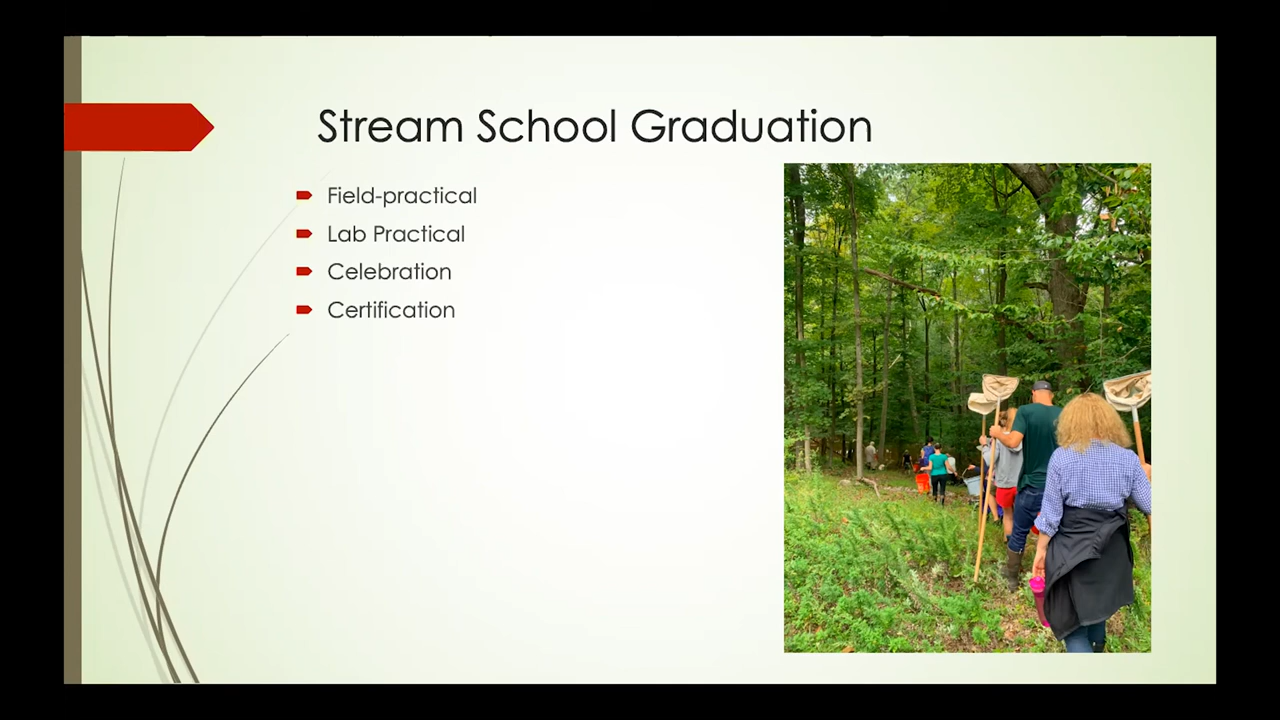 Stream School Graduation
Field-practical
Lab Practical
Celebration
Certification